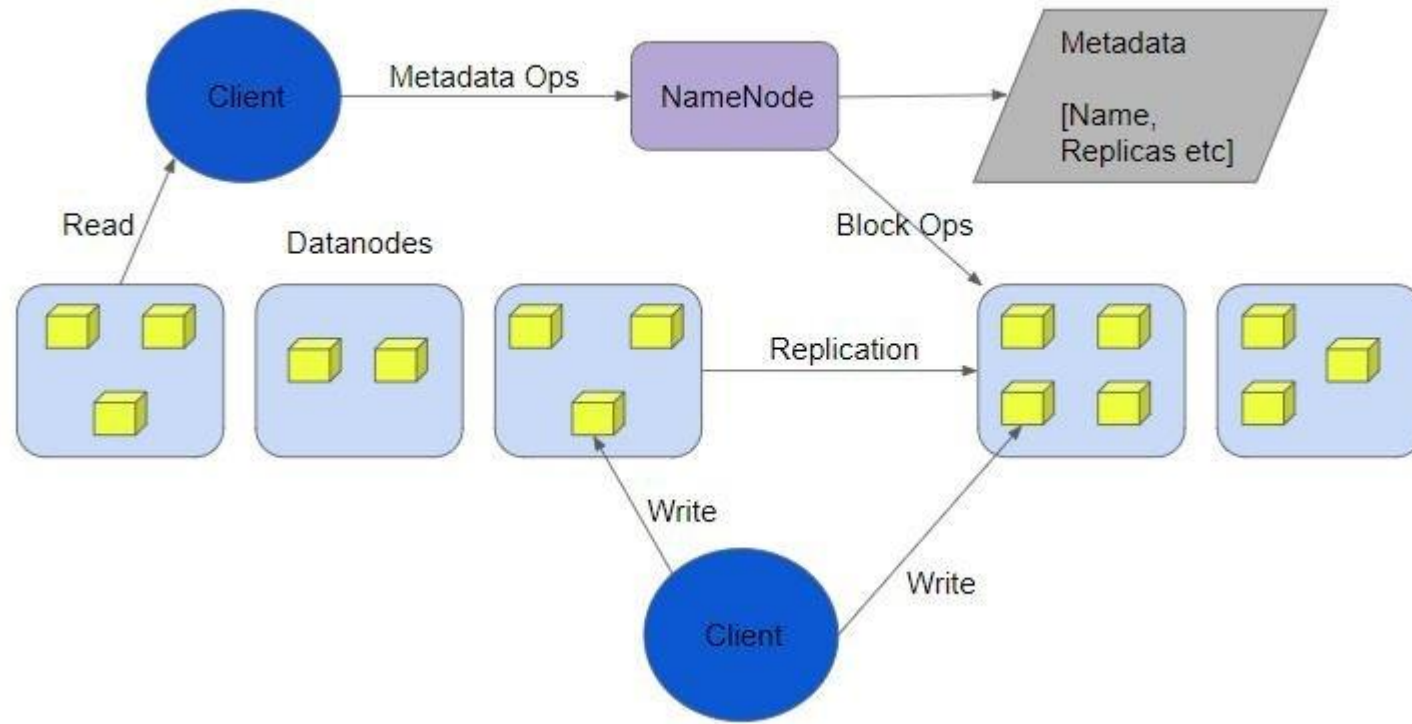 Client
Metadata Ops
NameNode
Metadata
[Name,
Replicas etc]
Read
Datanodes
Block Ops
Replication
Write
Write
Client